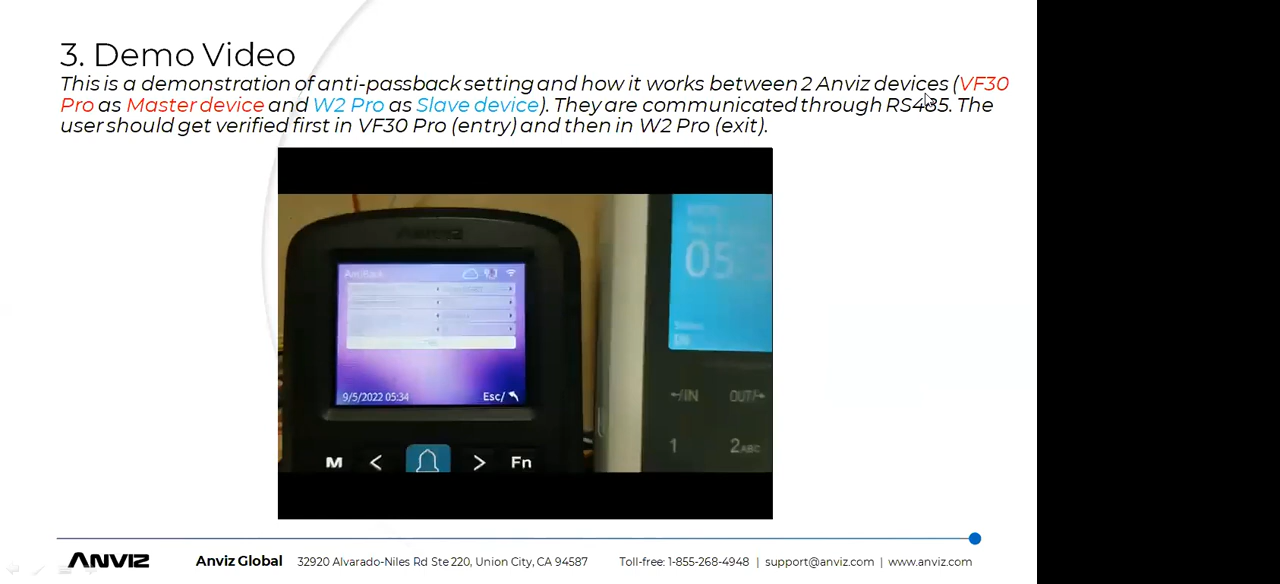 3. Demo Video
This is a demonstration of anti-passback setting and how it works between 2 Anviz devices (VF30
Pro as Master device and W2 Pro as Slave device). They are communicated through RS485. The
user should get verified first in VF30 Pro (entry) and then in W2 Pro (exit).
ANVIZ
AntiBack
9/5/2022 05:34
Esc/
M < > Fn
05:3
IN OUT
1 2ABC
ANVIZ Anviz Global 32920 Alvarado-Niles Rd Ste 220, Union City, CA 94587 Toll-free: 1-855-268-4948 | support@anviz.com | www.anviz.com